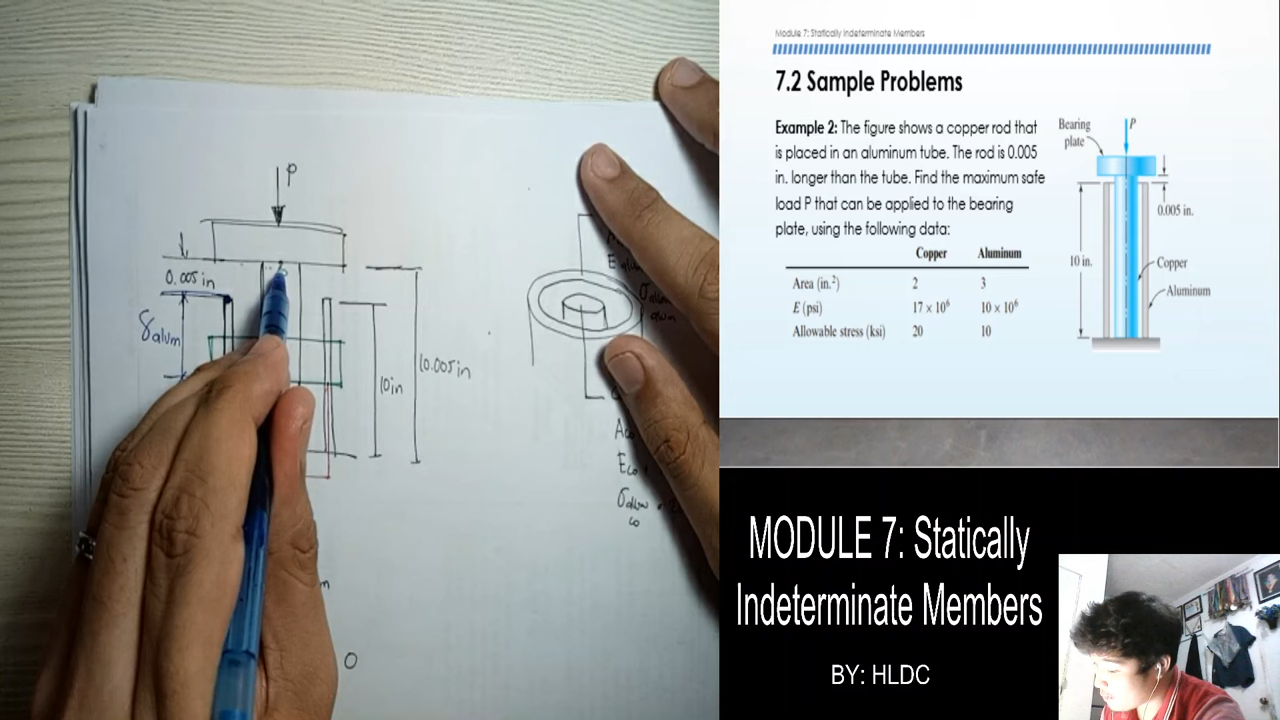 P
0.005 in
δalum
10in
10.005in
O
Module 7: Statically Indeterminate Members
7.2 Sample Problems
Example 2: The figure shows a copper rod that
is placed in an aluminum tube. The rod is 0.005
in. longer than the tube. Find the maximum safe
load P that can be applied to the bearing
plate, using the following data:
Copper Aluminum
Area (in.²) 2 3
E (psi) 17 × 10⁶ 10 × 10⁶
Allowable stress (ksi) 20 10
Bearing
plate
P
0.005 in.
10 in.
Copper
Aluminum
MODULE 7: Statically
Indeterminate Members
BY: HLDC